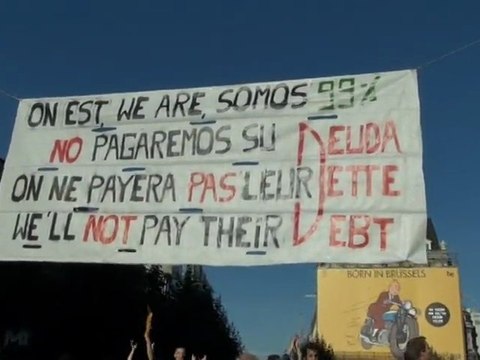 ON EST, WE ARE, SOMOS 99%
NO PAGAREMOS SU DEUDA
ON NE PAYERA PAS LEUR DETTE
WE'LL NOT PAY THEIR DEBT
BORN IN BRUSSELS